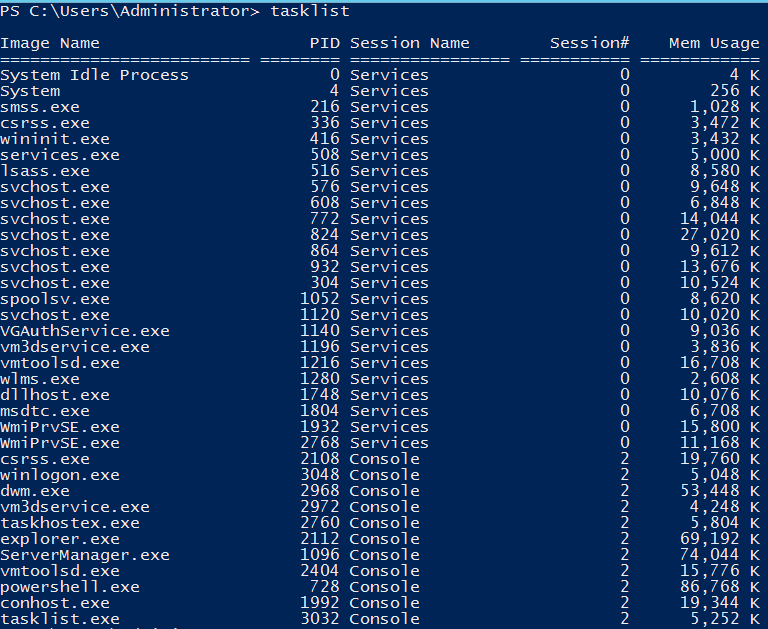 PS C:\Users\Administrator> tasklist
Image Name                     PID Session Name        Session#    Mem Usage
========================= ======== ================ =========== ============
System Idle Process              0 Services                   0          4 K
System                           4 Services                   0        256 K
smss.exe                       216 Services                   0      1,028 K
csrss.exe                      336 Services                   0      3,472 K
wininit.exe                    416 Services                   0      3,432 K
services.exe                   508 Services                   0      5,000 K
lsass.exe                      516 Services                   0      8,580 K
svchost.exe                    576 Services                   0      9,648 K
svchost.exe                    608 Services                   0      6,848 K
svchost.exe                    772 Services                   0     14,044 K
svchost.exe                    824 Services                   0     27,020 K
svchost.exe                    864 Services                   0      9,612 K
svchost.exe                    932 Services                   0     13,676 K
svchost.exe                    304 Services                   0     10,524 K
spoolsv.exe                   1052 Services                   0      8,620 K
svchost.exe                   1120 Services                   0     10,020 K
VGAuthService.exe             1140 Services                   0      9,036 K
vm3dservice.exe               1196 Services                   0      3,836 K
vmtoolsd.exe                  1216 Services                   0     16,708 K
wlms.exe                      1280 Services                   0      2,608 K
dllhost.exe                   1748 Services                   0     10,076 K
msdtc.exe                     1804 Services                   0      6,708 K
WmiPrvSE.exe                  1932 Services                   0     15,800 K
WmiPrvSE.exe                  2768 Services                   0     11,168 K
csrss.exe                     2108 Console                    2     19,760 K
winlogon.exe                  3048 Console                    2      5,048 K
dwm.exe                       2968 Console                    2     53,448 K
vm3dservice.exe               2972 Console                    2      4,248 K
taskhostex.exe                2760 Console                    2      5,804 K
explorer.exe                  2112 Console                    2     69,192 K
ServerManager.exe             1096 Console                    2     74,044 K
vmtoolsd.exe                  2404 Console                    2     15,776 K
powershell.exe                 728 Console                    2     86,768 K
conhost.exe                   1992 Console                    2     19,344 K
tasklist.exe                  3032 Console                    2      5,252 K